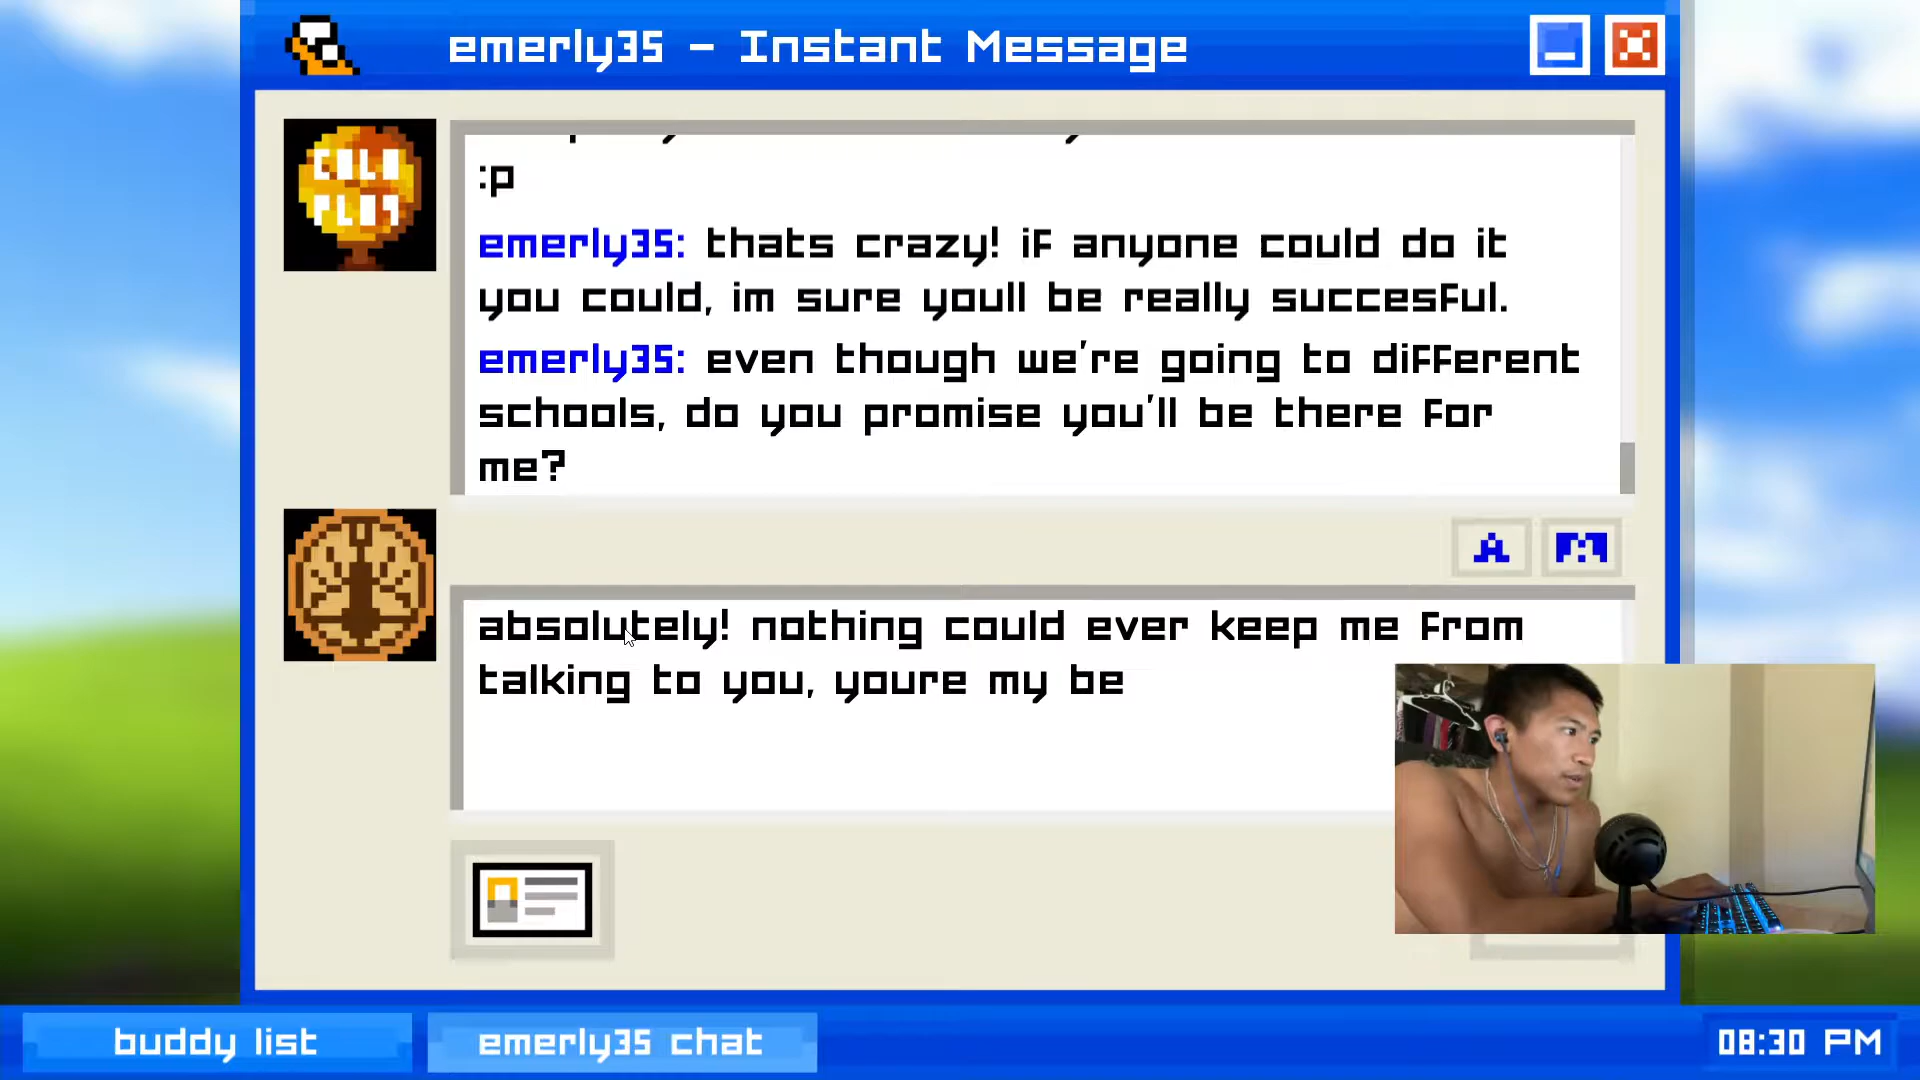 emerly35 - Instant Message
COLD
PLAY
:p
emerly35: thats crazy! if anyone could do it
you could, im sure youll be really succesful.
emerly35: even though we're going to different
schools, do you promise you'll be there for
me?
A
absolutely! nothing could ever keep me from
talking to you, youre my be
buddy list
emerly35 chat
08:30 PM